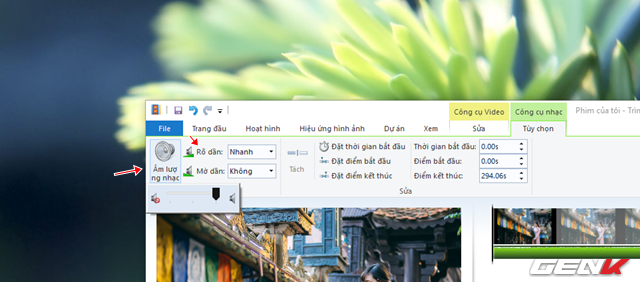 Công cụ Video
Công cụ nhạc
Phim của tôi - Trim
File
Trang đầu
Hoạt hình
Hiệu ứng hình ảnh
Dự án
Xem
Sửa
Tùy chọn
Âm lượ
ng nhạc
Rõ dần:
Nhanh
Mờ dần:
Không
Tách
Đặt thời gian bắt đầu
Đặt điểm bắt đầu
Đặt điểm kết thúc
Thời gian bắt đầu:
0.00s
Điểm bắt đầu:
0.00s
Điểm kết thúc:
294.06s
Sửa
GENK